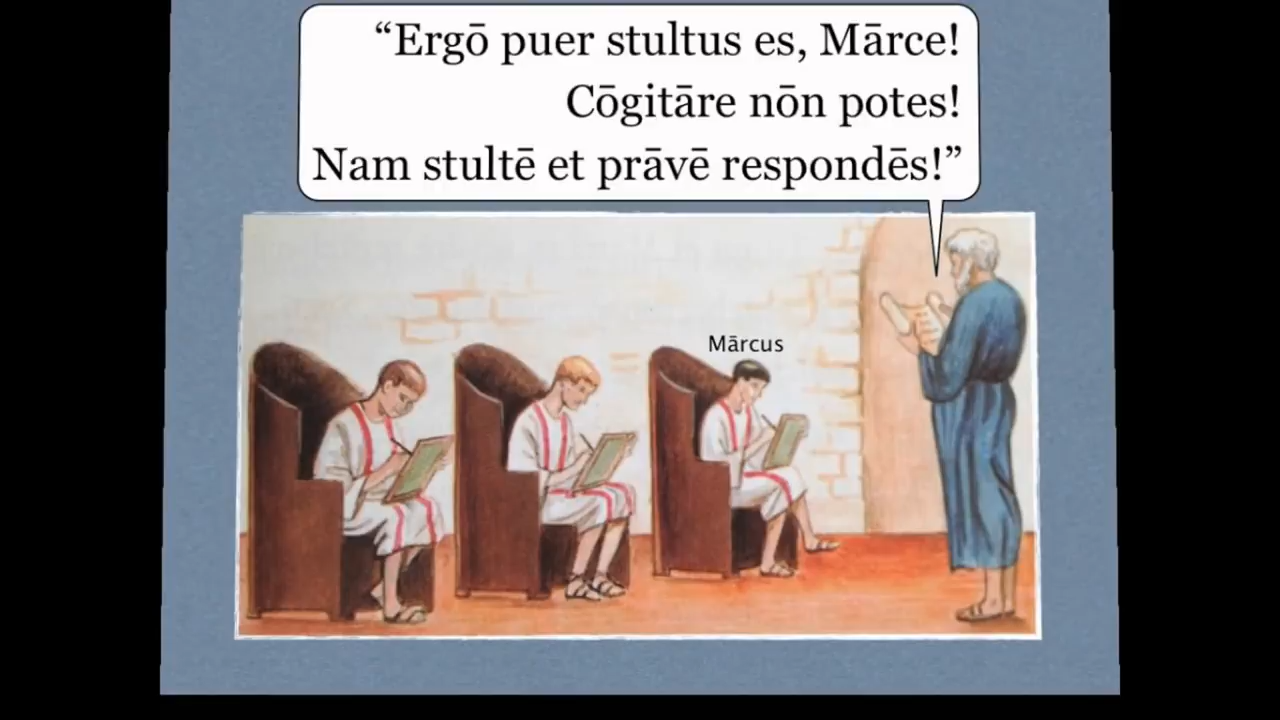 “Ergō puer stultus es, Mārce!
Cōgitāre nōn potes!
Nam stultē et prāvē respondēs!”
Mārcus